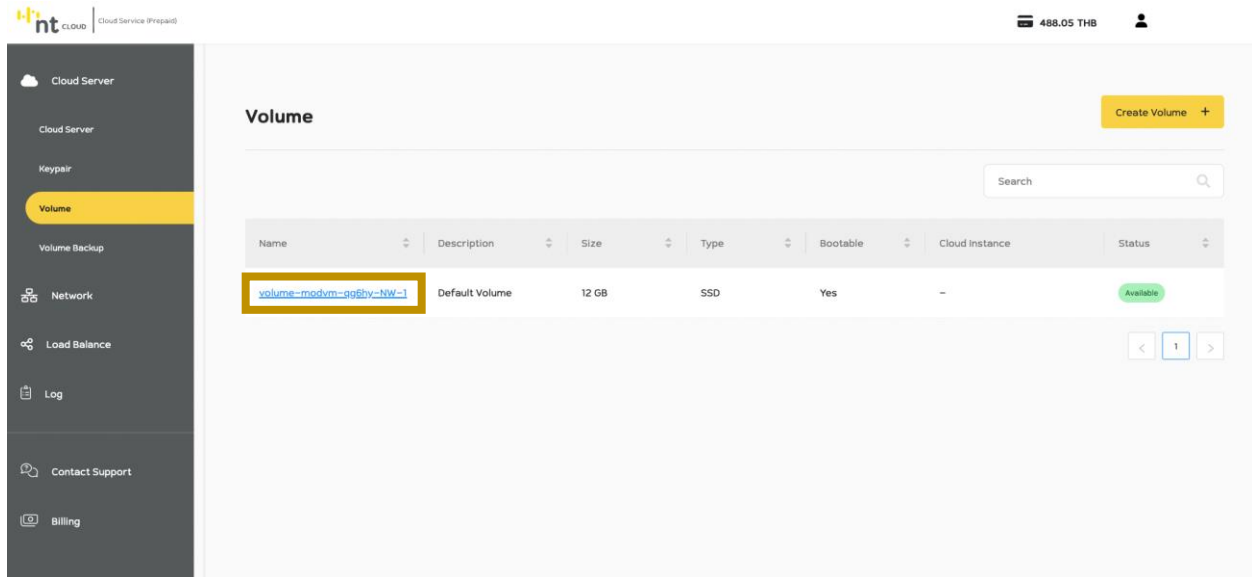 nt CLOUD Cloud Service (Prepaid)
488.05 THB
Cloud Server
Cloud Server
Keypair
Volume
Volume Backup
Network
Load Balance
Log
Contact Support
Billing
Volume
Create Volume +
Search
Name Description Size Type Bootable Cloud Instance Status
volume-modvm-qg6hy-NW-1 Default Volume 12 GB SSD Yes – Available
< 1 >